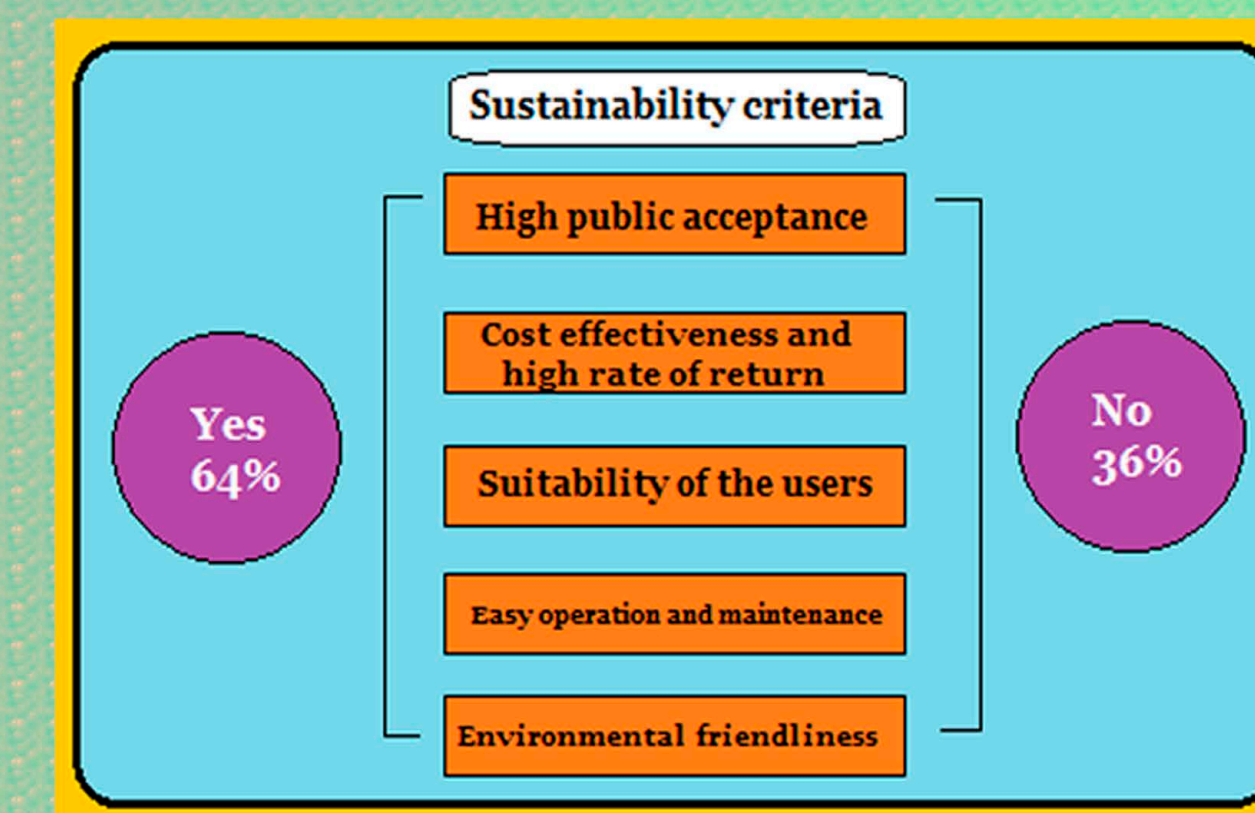 Sustainability criteria
High public acceptance
Cost effectiveness and
high rate of return
Suitability of the users
Easy operation and maintenance
Environmental friendliness
Yes
64%
No
36%